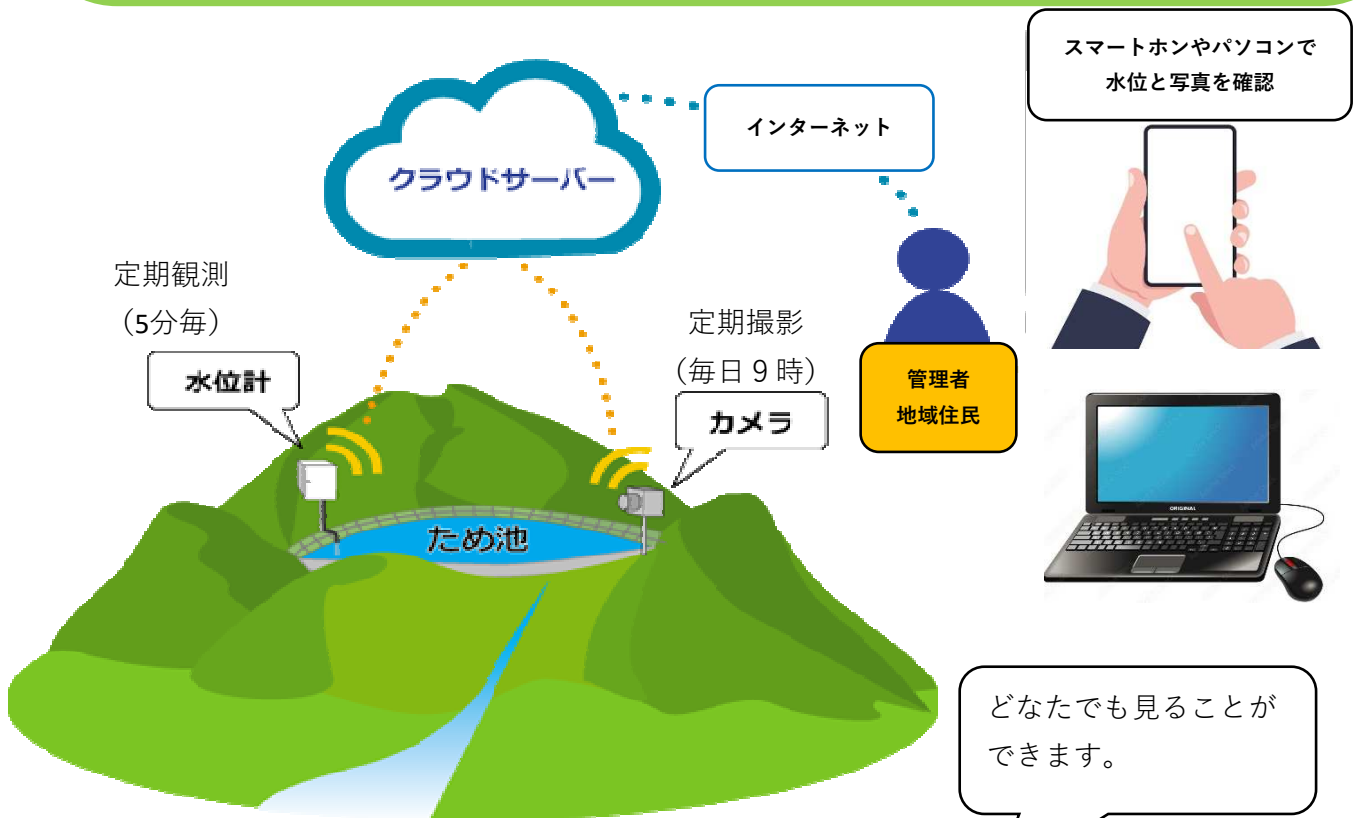 スマートホンやパソコンで
水位と写真を確認
インターネット
クラウドサーバー
定期観測
（5分毎）
水位計
定期撮影
（毎日９時）
カメラ
管理者
地域住民
ため池
ORIGINAL
どなたでも見ることが
できます。